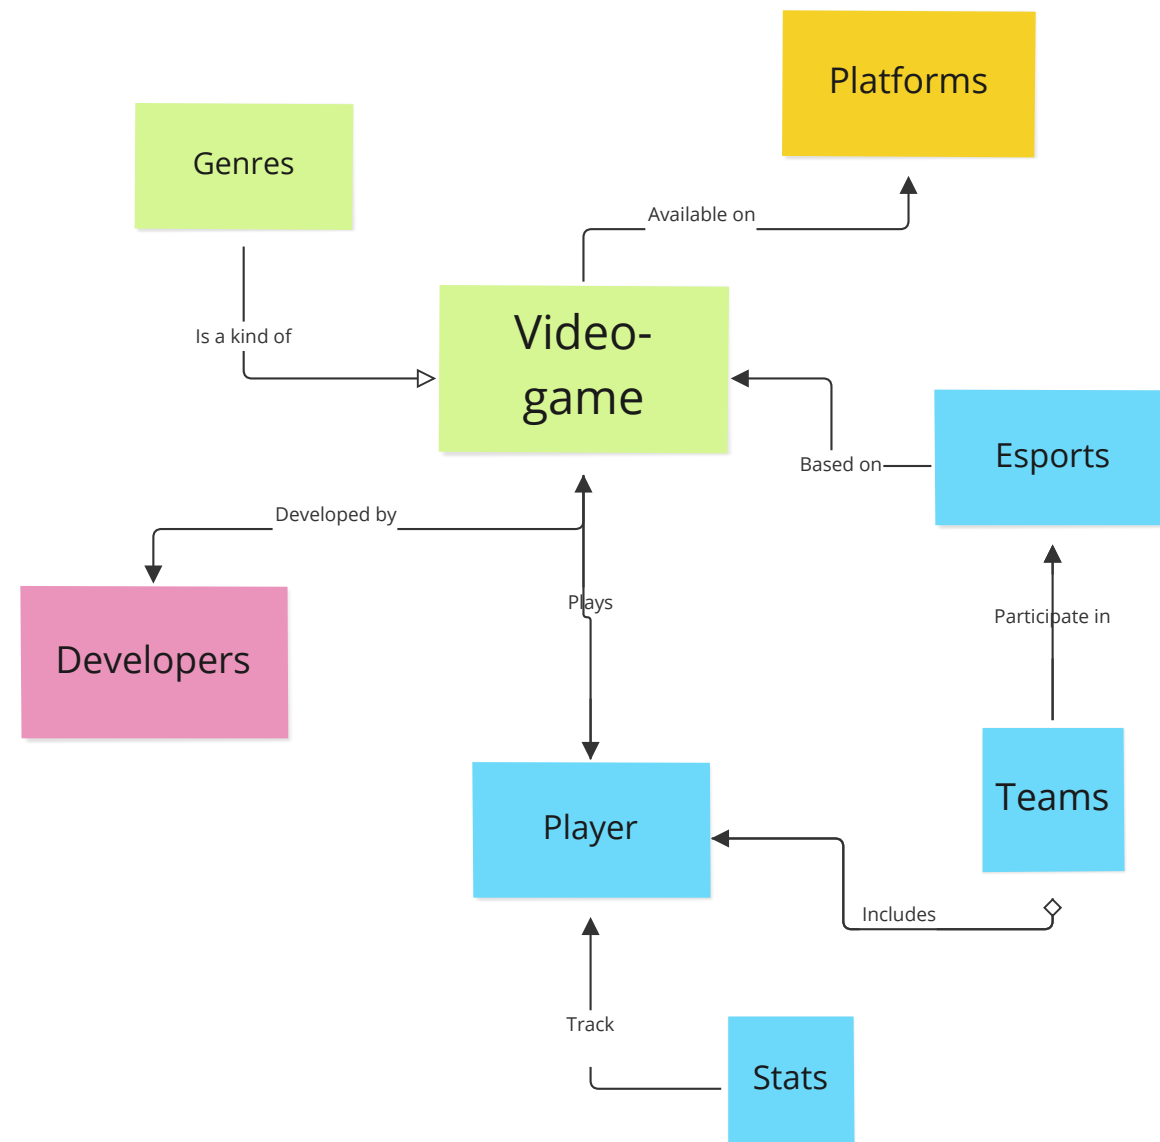 Platforms
Genres
Available on
Video-
game
Is a kind of
Esports
Based on
Developed by
Plays
Participate in
Developers
Teams
Player
Includes
Track
Stats